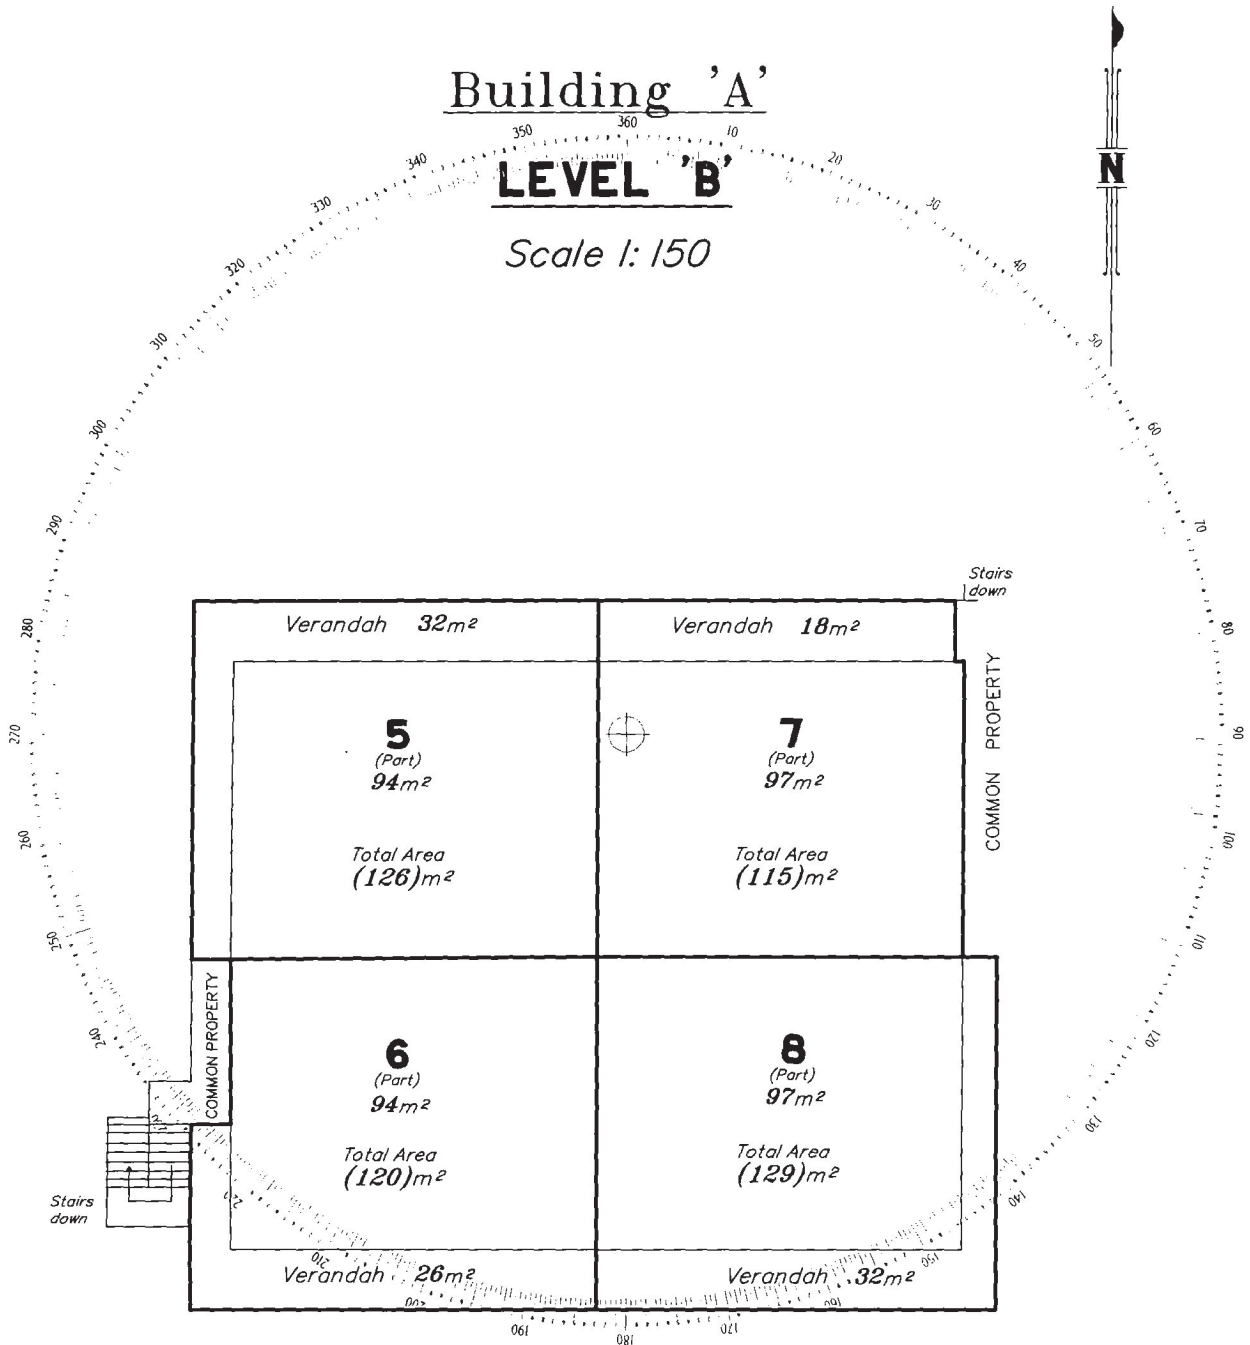 Building 'A'
LEVEL 'B'
Scale 1: 150
N
360
10
20
30
40
50
60
70
80
90
100
110
120
130
140
150
160
170
180
190
200
210
220
240
250
260
270
280
290
300
310
320
330
340
350
Stairs
down
Verandah 32m²
Verandah 18m²
COMMON PROPERTY
5
(Part)
94m²
Total Area
(126)m²
7
(Part)
97m²
Total Area
(115)m²
COMMON PROPERTY
6
(Part)
94m²
Total Area
(120)m²
8
(Part)
97m²
Total Area
(129)m²
Stairs
down
Verandah 26m²
Verandah 32m²